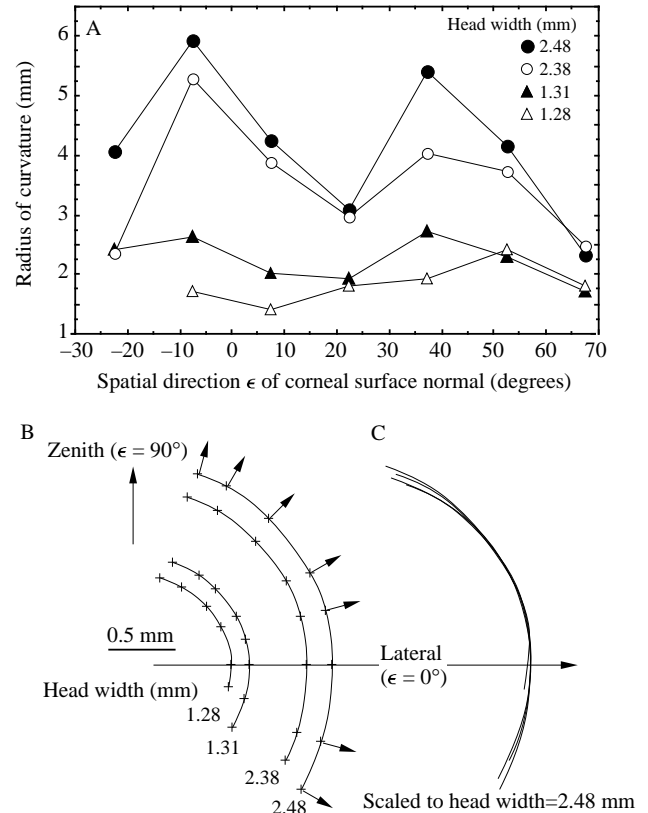 A
Head width (mm)
2.48
2.38
1.31
1.28
6
5
4
3
2
1
Radius of curvature (mm)
–30 –20 –10 0 10 20 30 40 50 60 70
Spatial direction ϵ of corneal surface normal (degrees)
B
C
Zenith (ϵ = 90°)
0.5 mm
Lateral
(ϵ = 0°)
Head width (mm)
1.28
1.31
2.38
2.48
Scaled to head width=2.48 mm